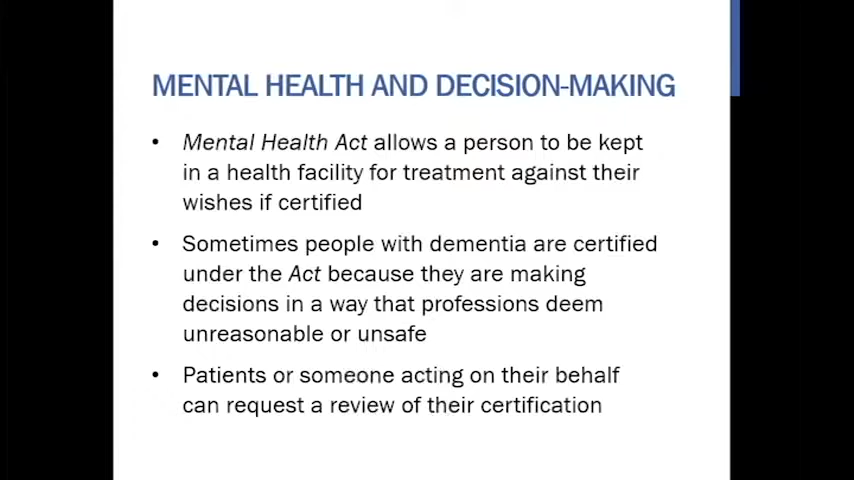 MENTAL HEALTH AND DECISION-MAKING
• Mental Health Act allows a person to be kept
in a health facility for treatment against their
wishes if certified
• Sometimes people with dementia are certified
under the Act because they are making
decisions in a way that professions deem
unreasonable or unsafe
• Patients or someone acting on their behalf
can request a review of their certification